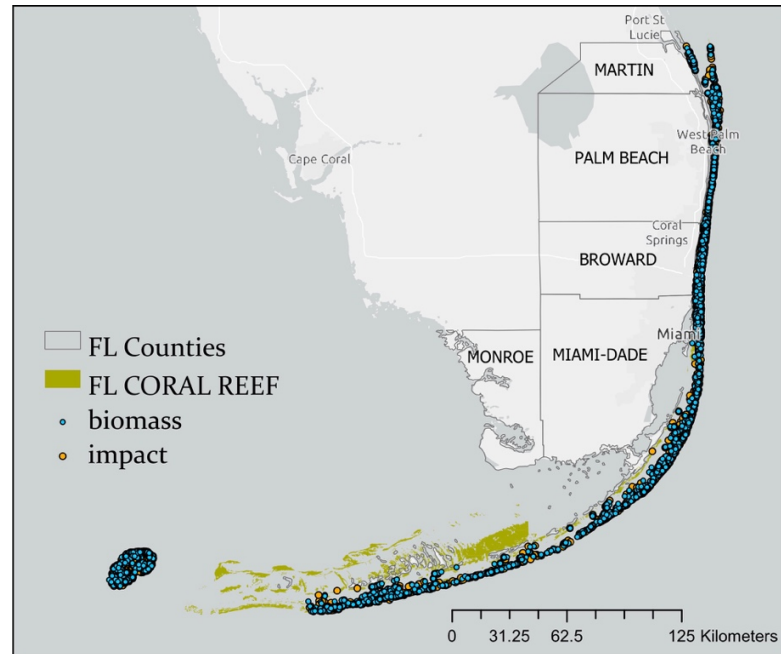 Port St
Lucie
MARTIN
West Palm
Beach
PALM BEACH
Cape Coral
Coral
Springs
BROWARD
Miami
FL Counties
MONROE
MIAMI-DADE
FL CORAL REEF
biomass
impact
0 31.25 62.5 125 Kilometers